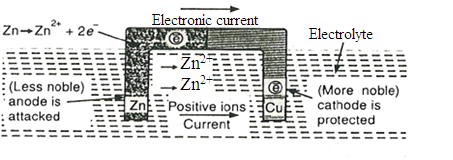 Electronic current
Zn→Zn²⁺ + 2e⁻
ē
Electrolyte
Zn²⁺
Zn²⁺
(Less noble)
anode is
attacked
Zn
Positive ions
Current
ē
Cu
(More noble)
cathode is
protected